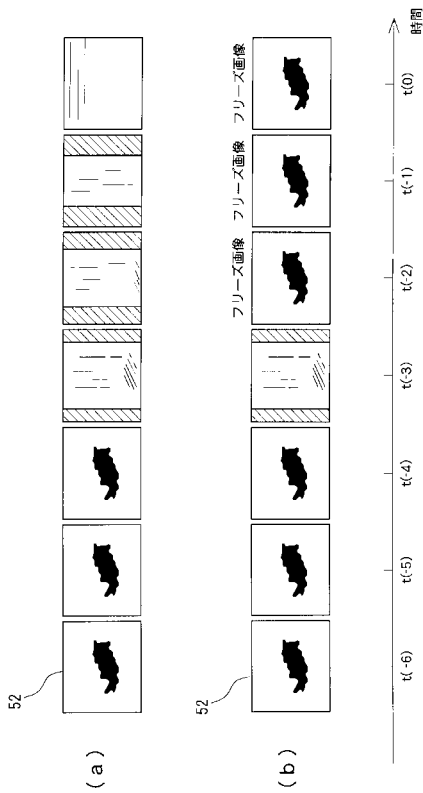 52
(a)
フリーズ画像
フリーズ画像
フリーズ画像
52
(b)
t(-6)
t(-5)
t(-4)
t(-3)
t(-2)
t(-1)
t(0)
時間